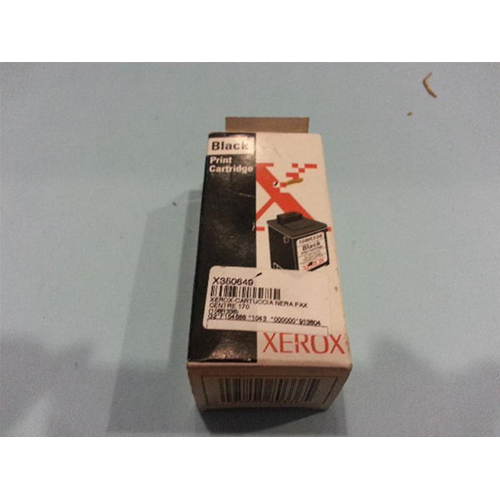 Black
Print
Cartridge
Black
X350649
XEROX-CARTUCCIA NERA FAX
CENTRE 170
XEROX